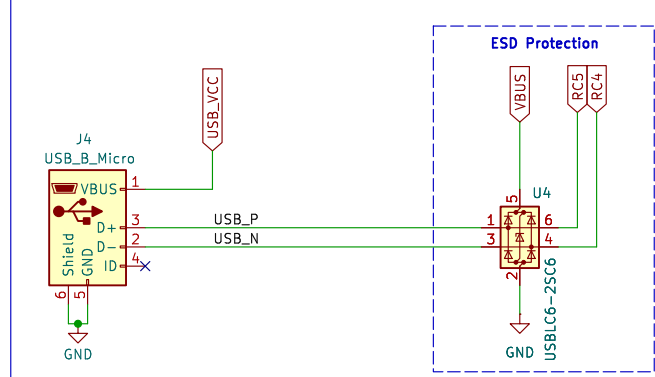 ESD Protection
USB_VCC
VBUS
RC5
RC4
J4
USB_B_Micro
VBUS
1
D+
3
USB_P
D-
2
USB_N
ID
4
Shield
GND
6
5
GND
U4
5
1
6
3
4
2
USBLC6-2SC6
GND